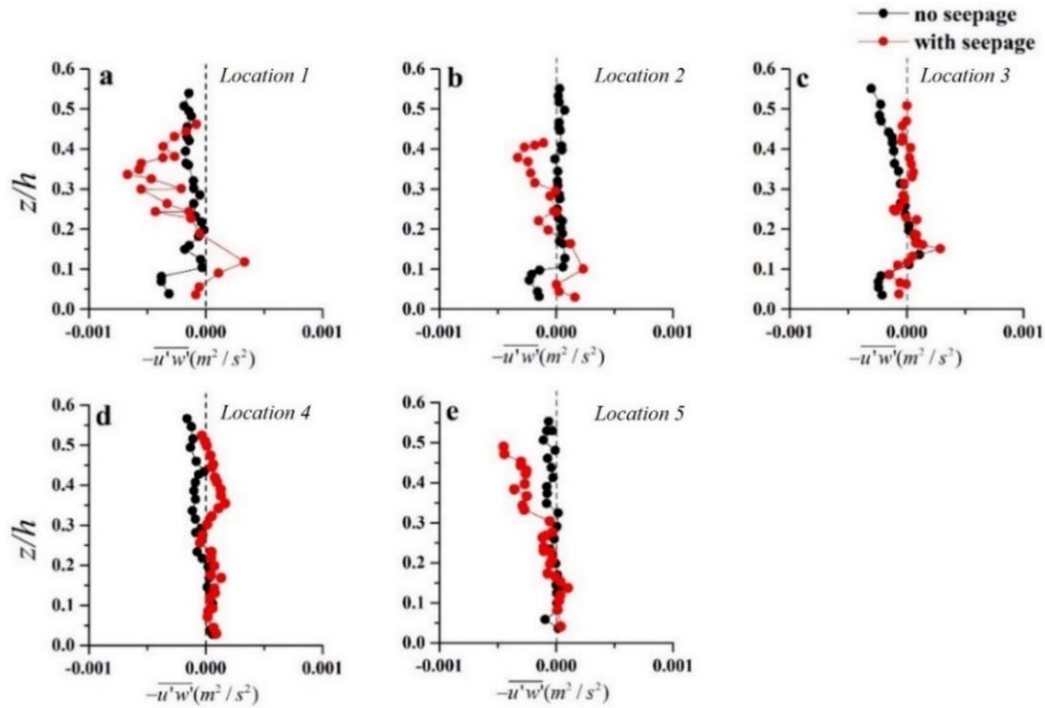 no seepage
with seepage
a Location 1
b Location 2
c Location 3
0.6 0.6 0.6
0.5 0.5 0.5
0.4 0.4 0.4
0.3 0.3 0.3
0.2 0.2 0.2
0.1 0.1 0.1
0.0 0.0 0.0
z/h
-0.001 0.000 0.001 -0.001 0.000 0.001 -0.001 0.000 0.001
−u'w'(m²/s²) −u'w'(m²/s²) −u'w'(m²/s²)
d Location 4
e Location 5
0.6 0.6
0.5 0.5
0.4 0.4
0.3 0.3
0.2 0.2
0.1 0.1
0.0 0.0
z/h
-0.001 0.000 0.001 -0.001 0.000 0.001
−u'w'(m²/s²) −u'w'(m²/s²)